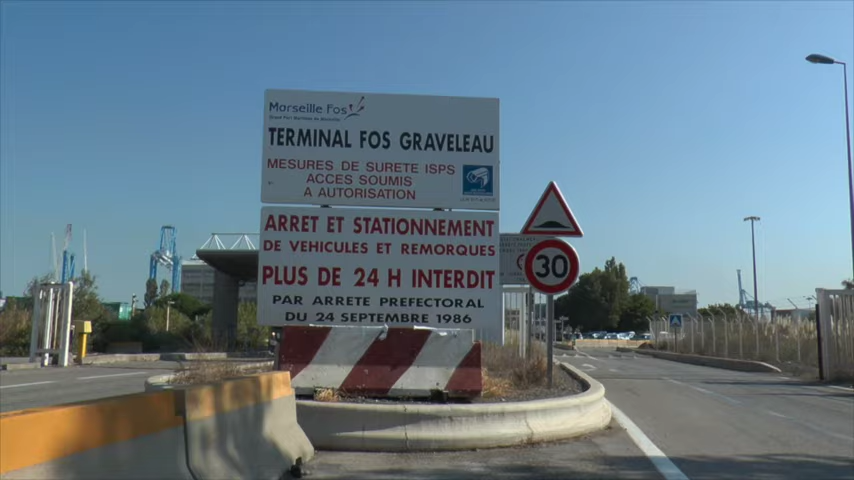 Marseille Fos
TERMINAL FOS GRAVELEAU
MESURES DE SURETE ISPS
ACCES SOUMIS
A AUTORISATION
ARRET ET STATIONNEMENT
DE VEHICULES ET REMORQUES
PLUS DE 24 H INTERDIT
PAR ARRETE PREFECTORAL
DU 24 SEPTEMBRE 1986
30